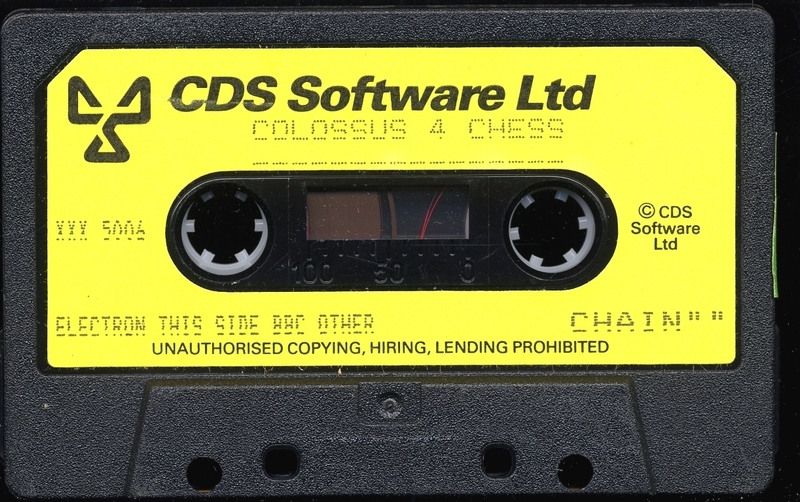 CDS Software Ltd
COLOSSUS 4 CHESS
XXX 5006
© CDS
Software
Ltd
100 50 0
ELECTRON THIS SIDE BBC OTHER
CHAIN""
UNAUTHORISED COPYING, HIRING, LENDING PROHIBITED